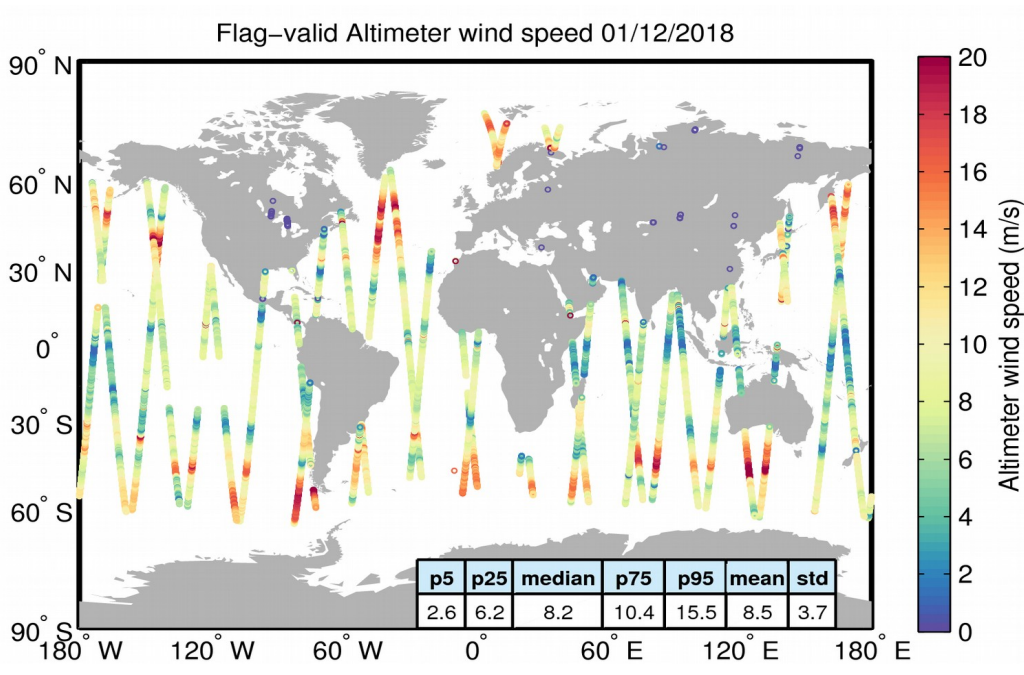 Flag−valid Altimeter wind speed 01/12/2018
90° N
60° N
30° N
0°
30° S
60° S
90° S
180° W 120° W 60° W 0° 60° E 120° E 180° E
p5 p25 median p75 p95 mean std
2.6 6.2 8.2 10.4 15.5 8.5 3.7
20
18
16
14
12
10
8
6
4
2
0
Altimeter wind speed (m/s)